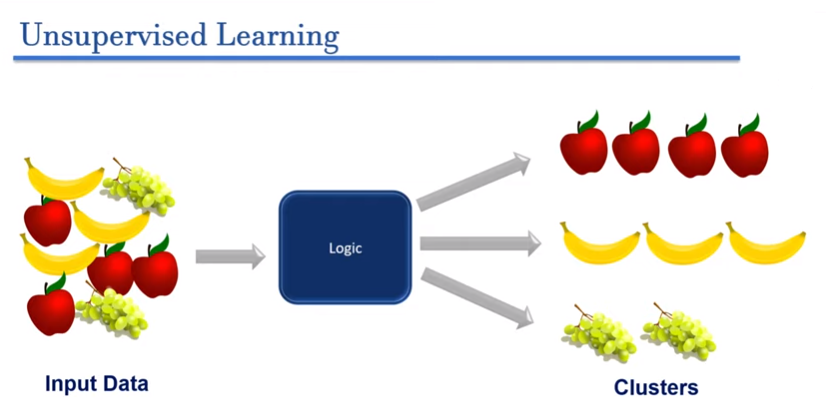 Unsupervised Learning
Logic
Input Data
Clusters